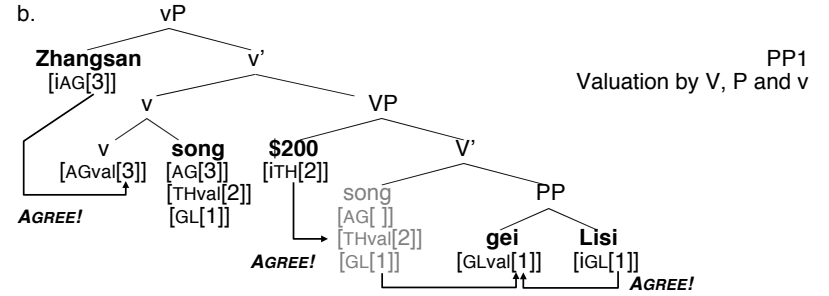 b.
vP
Zhangsan
[iAG[3]]
v’
PP1
Valuation by V, P and v
v
VP
v
[AGval[3]]
song
[AG[3]]
[THval[2]]
[GL[1]]
$200
[iTH[2]]
V’
song
[AG[ ]]
[THval[2]]
[GL[1]]
PP
gei
[GLval[1]]
Lisi
[iGL[1]]
AGREE!
AGREE!
AGREE!